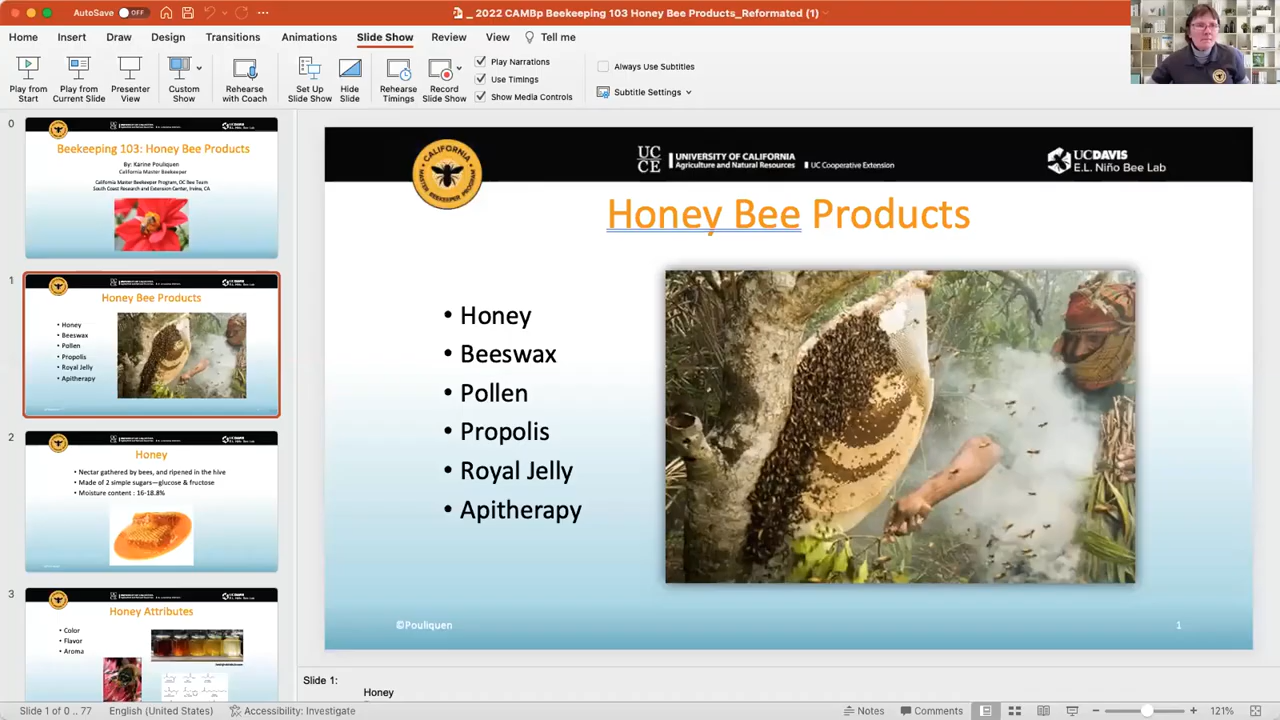 AutoSave OFF
_ 2022 CAMBp Beekeeping 103 Honey Bee Products_Reformated (1)
Home Insert Draw Design Transitions Animations Slide Show Review View Tell me
Play from Start
Play from Current Slide
Presenter View
Custom Show
Rehearse with Coach
Set Up Slide Show
Hide Slide
Rehearse Timings
Record Slide Show
Play Narrations
Use Timings
Show Media Controls
Always Use Subtitles
Subtitle Settings
0
Beekeeping 103: Honey Bee Products
By: Karine Pouliquen
California Master Beekeeper
California Master Beekeeper Program, OC Bee Team
South Coast Research and Extension Center, Irvine, CA
1
Honey Bee Products
• Honey
• Beeswax
• Pollen
• Propolis
• Royal Jelly
• Apitherapy
2
Honey
• Nectar gathered by bees, and ripened in the hive
• Made of 2 simple sugars—glucose & fructose
• Moisture content : 16-18.8%
3
Honey Attributes
• Color
• Flavor
• Aroma
CALIFORNIA
MASTER BEEKEEPER PROGRAM
UC
CE
UNIVERSITY OF CALIFORNIA
Agriculture and Natural Resources
UC Cooperative Extension
UCDAVIS
E.L. Niño Bee Lab
Honey Bee Products
• Honey
• Beeswax
• Pollen
• Propolis
• Royal Jelly
• Apitherapy
©Pouliquen
1
Slide 1:
Honey
Slide 1 of 0 .. 77 English (United States) Accessibility: Investigate Notes Comments 121%